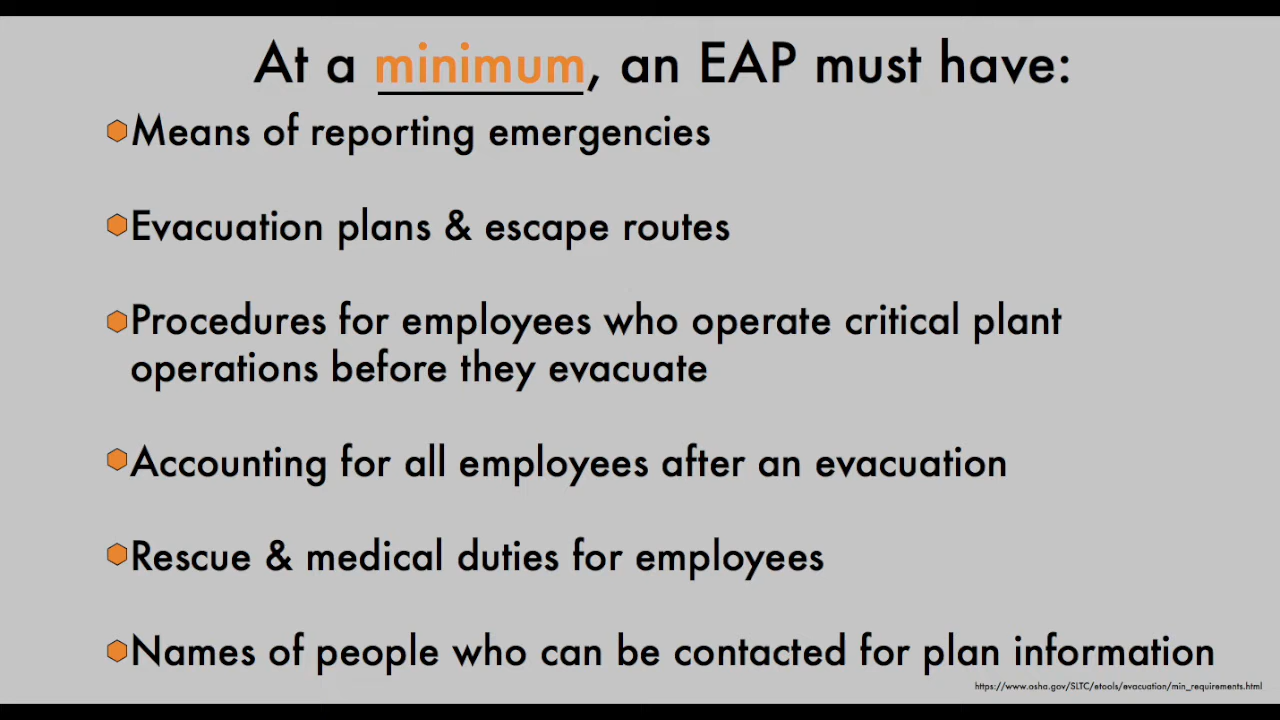 At a minimum, an EAP must have:
Means of reporting emergencies
Evacuation plans & escape routes
Procedures for employees who operate critical plant
operations before they evacuate
Accounting for all employees after an evacuation
Rescue & medical duties for employees
Names of people who can be contacted for plan information
https://www.osha.gov/SLTC/etools/evacuation/min_requirements.html